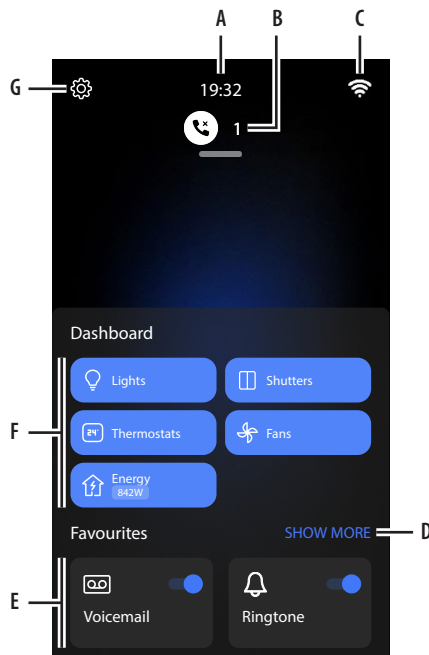 A B C
G 19:32
1
Dashboard
Lights Shutters
F 24° Thermostats Fans
Energy
842W
Favourites SHOW MORE D
E
Voicemail Ringtone